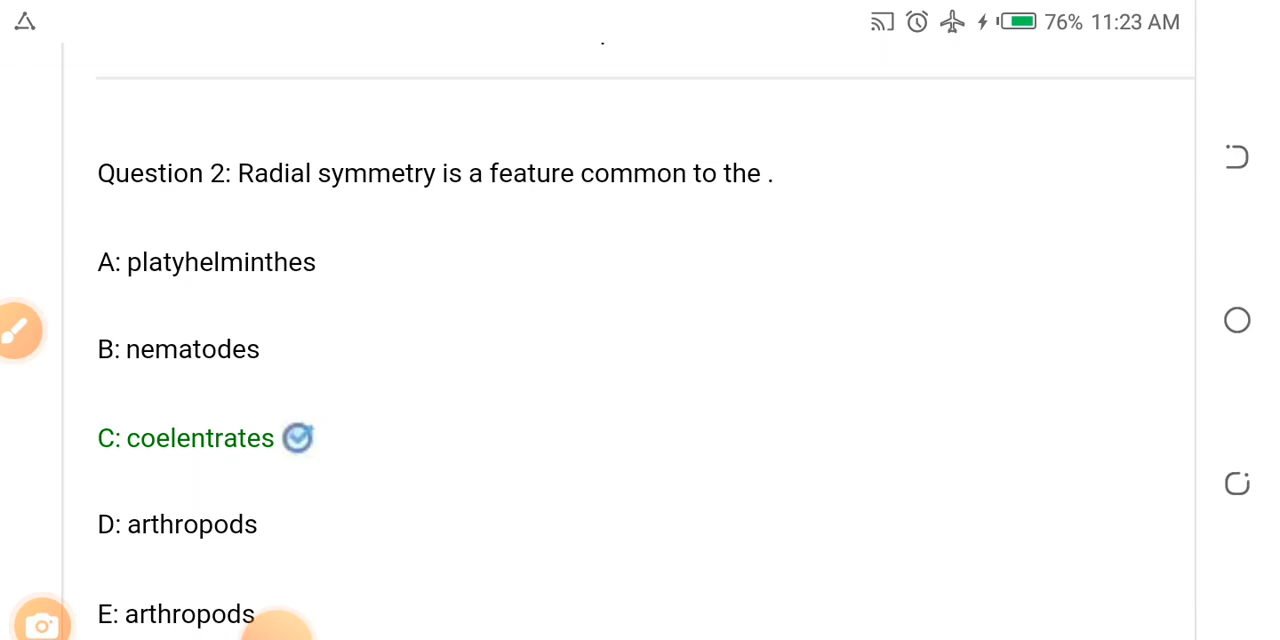 76% 11:23 AM
Question 2: Radial symmetry is a feature common to the .
A: platyhelminthes
B: nematodes
C: coelentrates
D: arthropods
E: arthropods